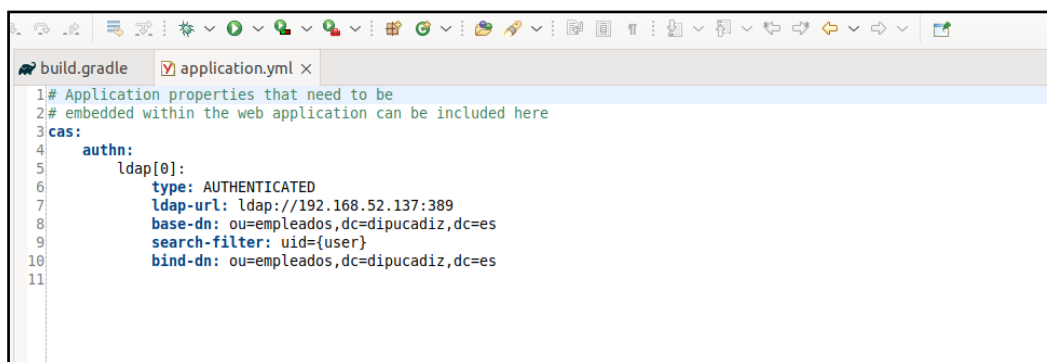 build.gradle
application.yml
1 # Application properties that need to be
2 # embedded within the web application can be included here
3 cas:
4     authn:
5         ldap[0]:
6             type: AUTHENTICATED
7             ldap-url: ldap://192.168.52.137:389
8             base-dn: ou=empleados,dc=dipucadiz,dc=es
9             search-filter: uid={user}
10             bind-dn: ou=empleados,dc=dipucadiz,dc=es
11